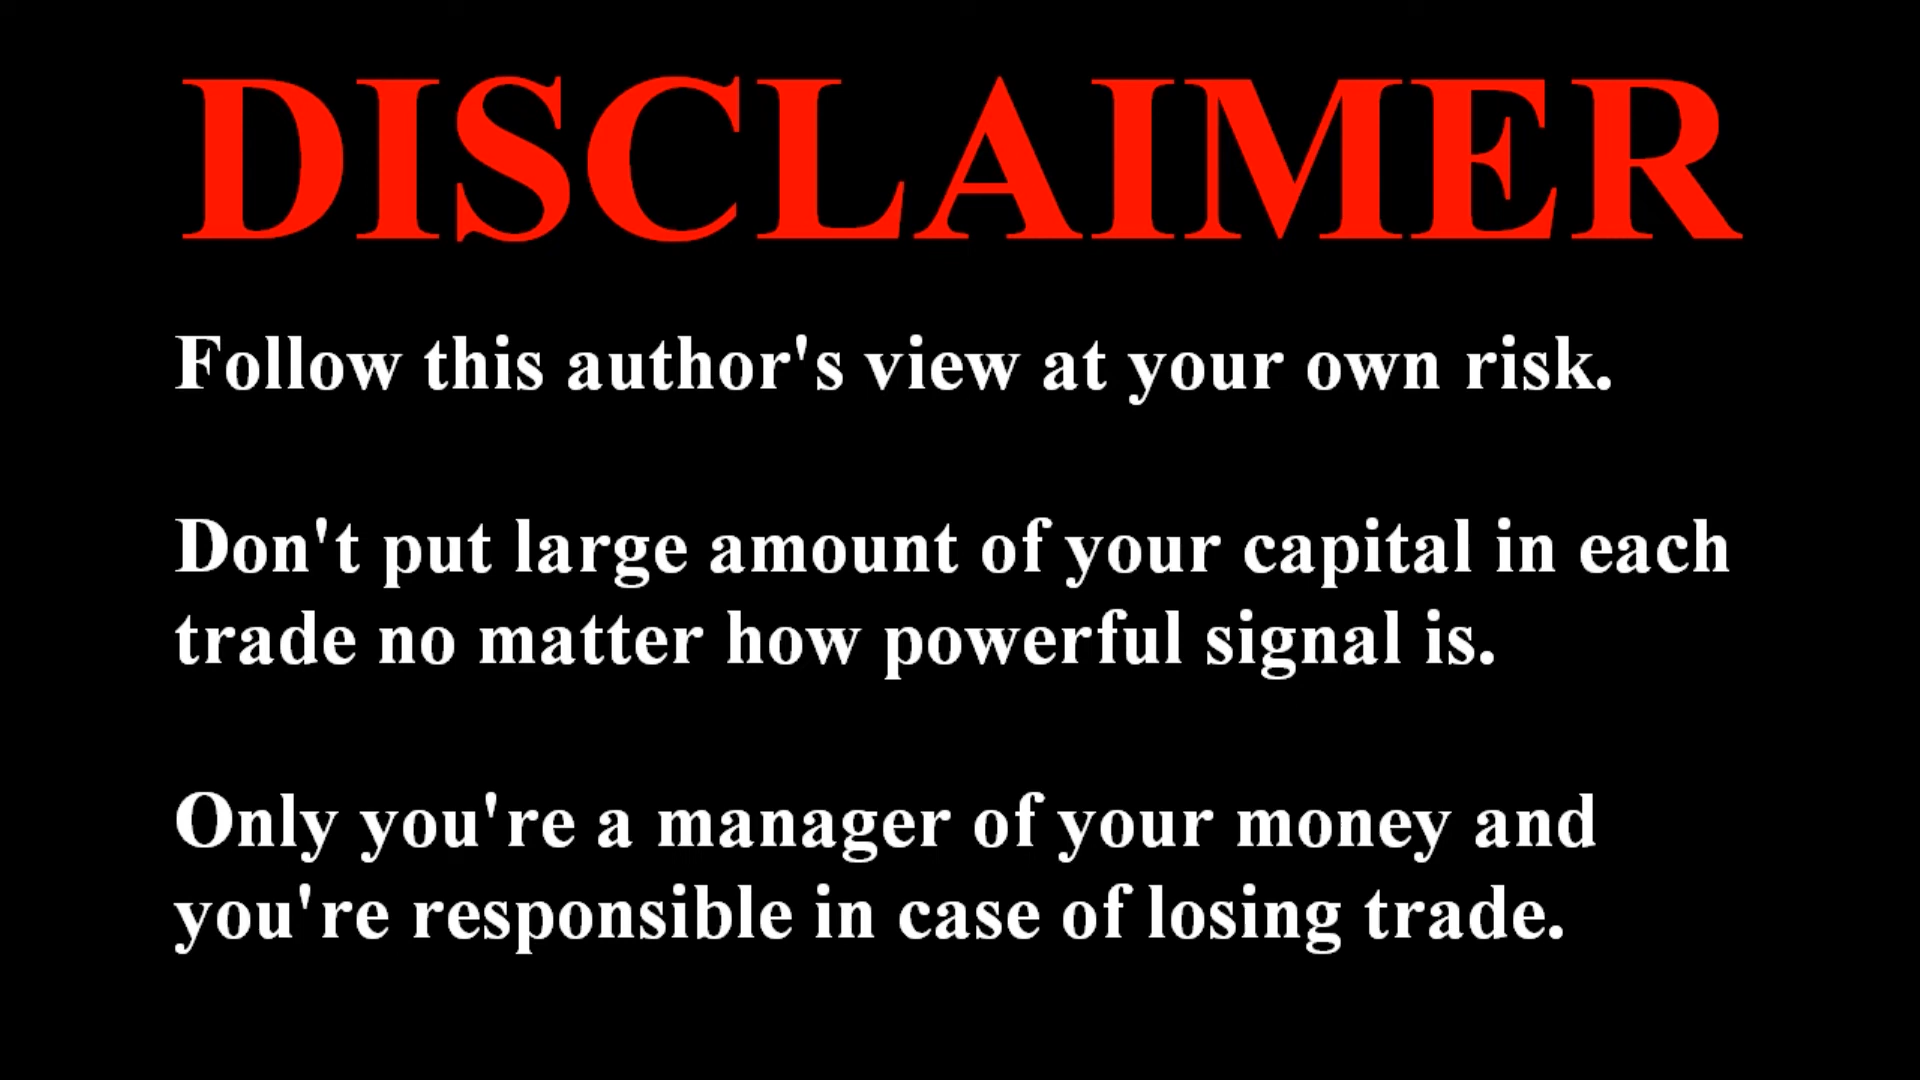 DISCLAIMER
Follow this author's view at your own risk.
Don't put large amount of your capital in each
trade no matter how powerful signal is.
Only you're a manager of your money and
you're responsible in case of losing trade.